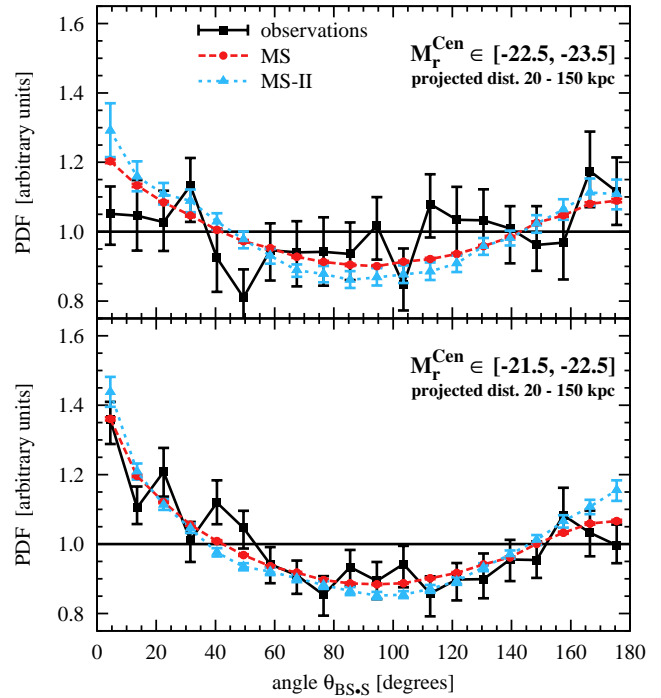 observations
MS
MS-II
M_r^Cen ∈ [-22.5, -23.5]
projected dist. 20 - 150 kpc
PDF [arbitrary units]
1.6
1.4
1.2
1.0
0.8
M_r^Cen ∈ [-21.5, -22.5]
projected dist. 20 - 150 kpc
PDF [arbitrary units]
1.6
1.4
1.2
1.0
0.8
0 20 40 60 80 100 120 140 160 180
angle θ_BS•S [degrees]